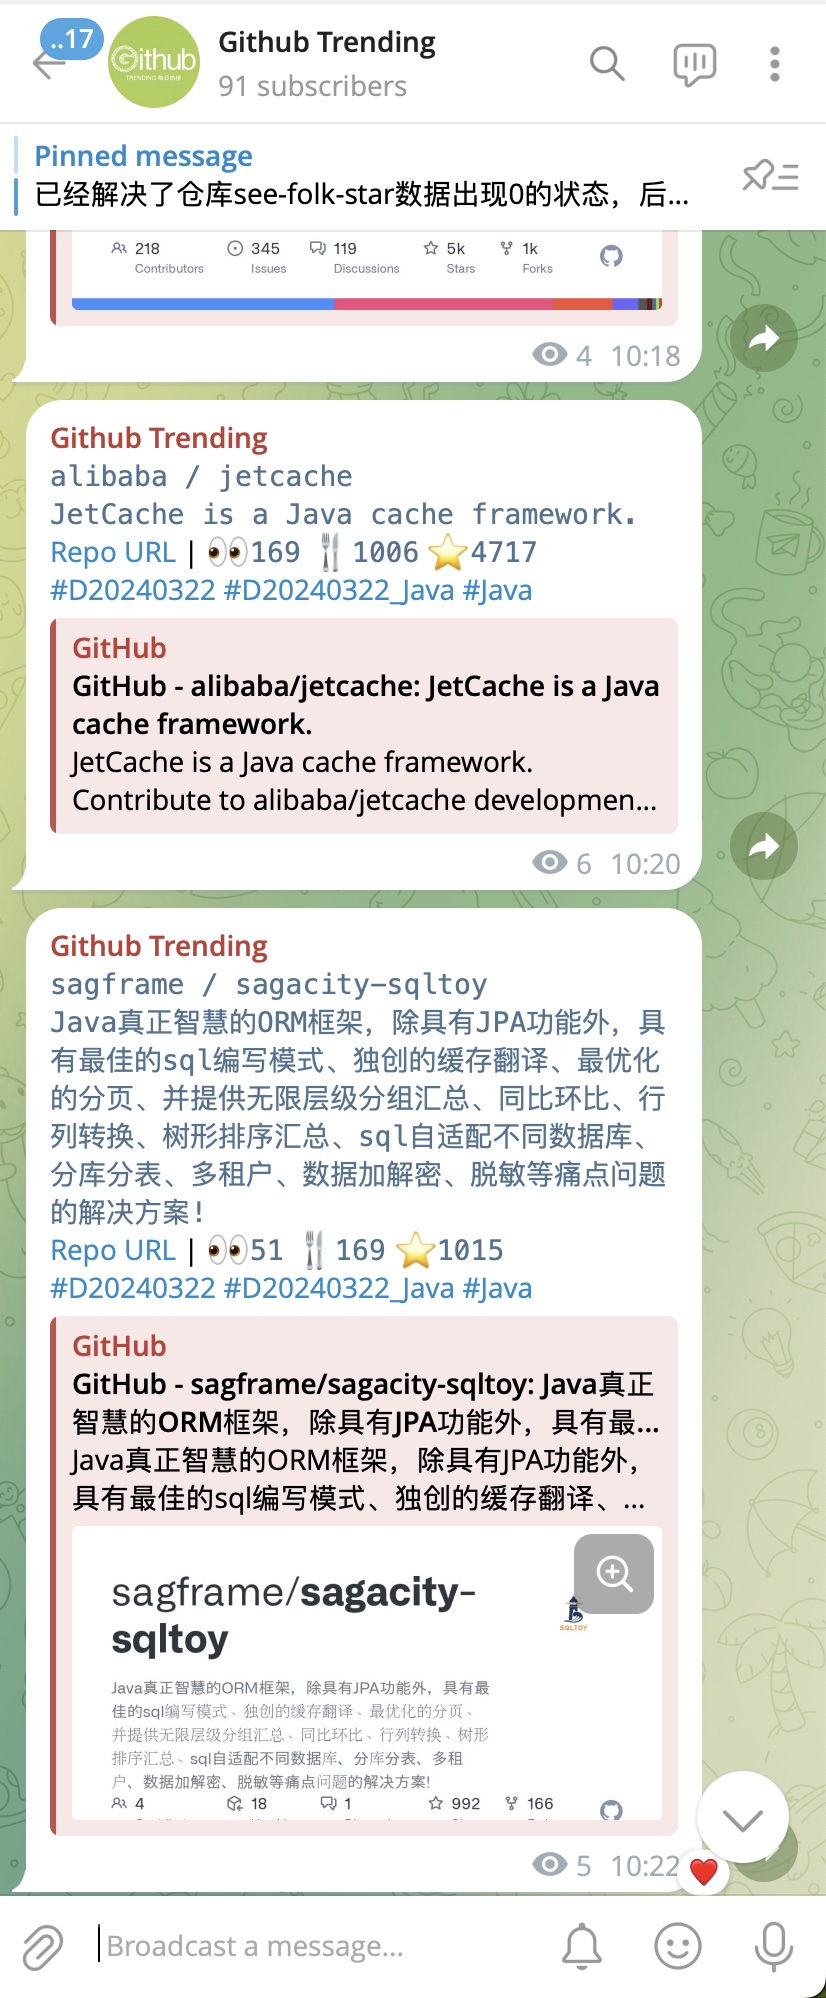 ..17
Github
TRENDING 每日热榜
Github Trending
91 subscribers
Pinned message
已经解决了仓库see-folk-star数据出现0的状态，后...
218 345 119 5k 1k
Contributors Issues Discussions Stars Forks
4 10:18
Github Trending
alibaba / jetcache
JetCache is a Java cache framework.
Repo URL | 👀169 🍴 1006 ⭐4717
#D20240322 #D20240322_Java #Java
GitHub
GitHub - alibaba/jetcache: JetCache is a Java
cache framework.
JetCache is a Java cache framework.
Contribute to alibaba/jetcache developmen...
6 10:20
Github Trending
sagframe / sagacity-sqltoy
Java真正智慧的ORM框架，除具有JPA功能外，具
有最佳的sql编写模式、独创的缓存翻译、最优化
的分页、并提供无限层级分组汇总、同比环比、行
列转换、树形排序汇总、sql自适配不同数据库、
分库分表、多租户、数据加解密、脱敏等痛点问题
的解决方案！
Repo URL | 👀51 🍴 169 ⭐1015
#D20240322 #D20240322_Java #Java
GitHub
GitHub - sagframe/sagacity-sqltoy: Java真正
智慧的ORM框架，除具有JPA功能外，具有最...
Java真正智慧的ORM框架，除具有JPA功能外，
具有最佳的sql编写模式、独创的缓存翻译、...
sagframe/sagacity-
sqltoy
SQLTOY
Java真正智慧的ORM框架，除具有JPA功能外，具有最
佳的sql编写模式、独创的缓存翻译、最优化的分页、
并提供无限层级分组汇总、同比环比、行列转换、树形
排序汇总、sql自适配不同数据库、分库分表、多租
户、数据加解密、脱敏等痛点问题的解决方案！
4 18 1 992 166
5 10:22
Broadcast a message...